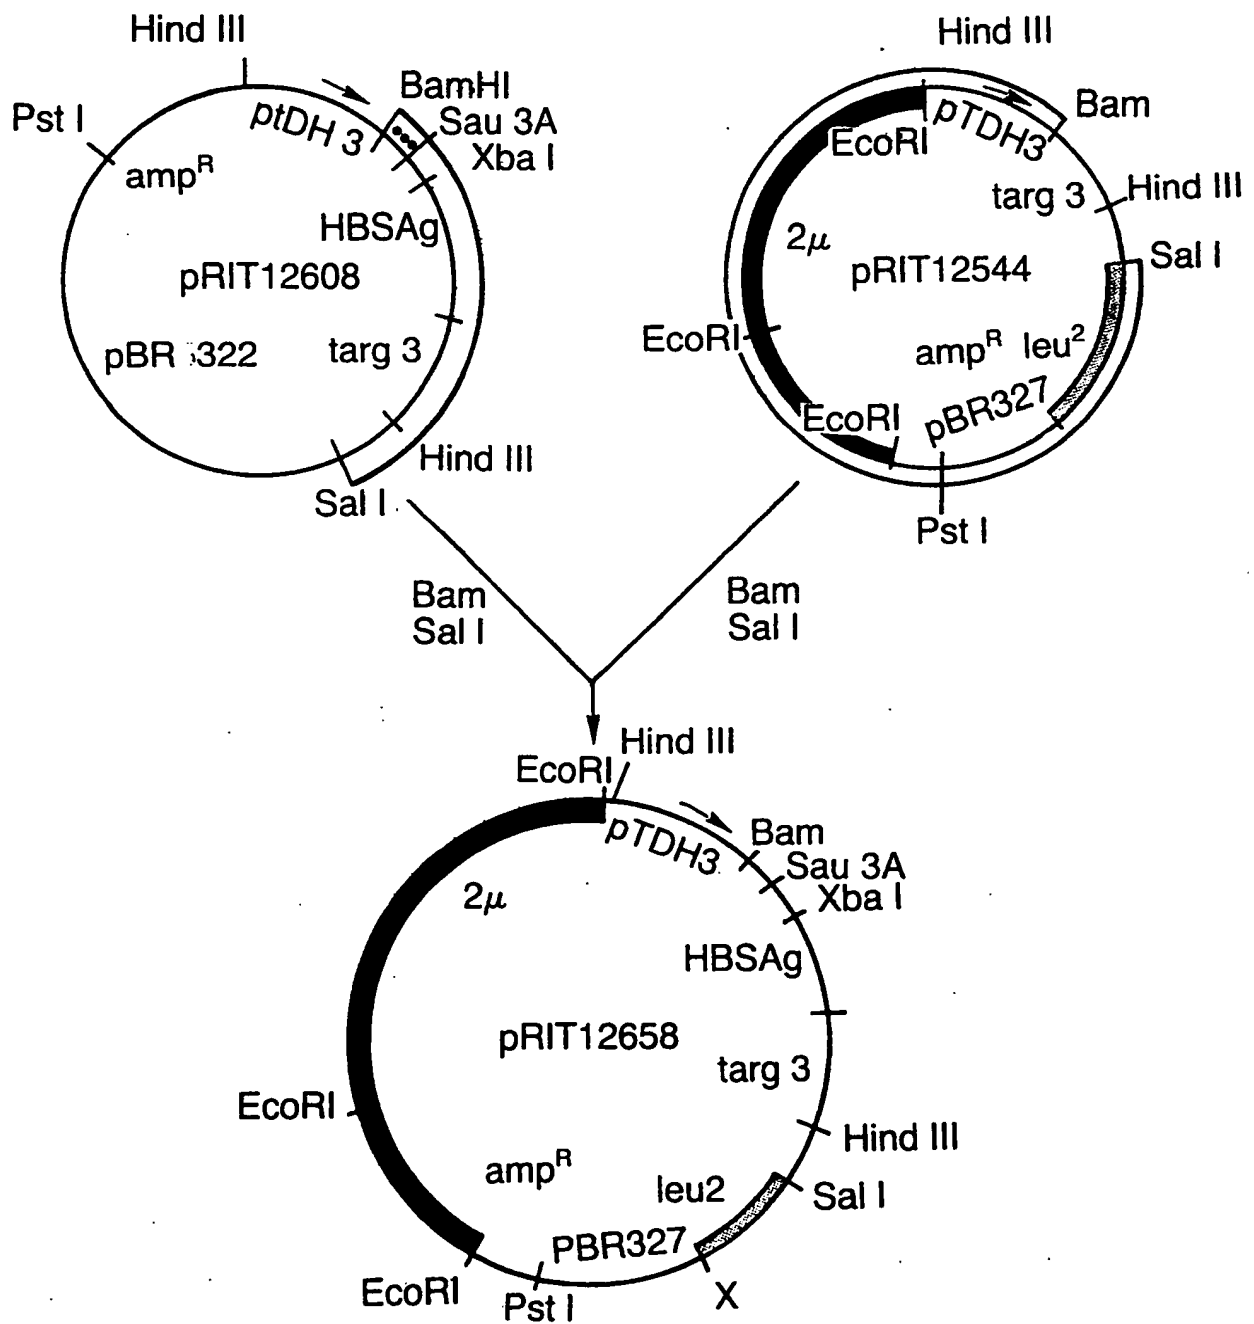 Hind III
Pst I
ptDH 3
BamHI
Sau 3A
Xba I
amp^R
HBSAg
pRIT12608
pBR 322
targ 3
Hind III
Sal I
Hind III
Bam
pTDH3
EcoRI
targ 3
Hind III
2μ
pRIT12544
Sal I
EcoRI
amp^R
leu^2
EcoRI
pBR327
Pst I
Bam
Sal I
Bam
Sal I
Hind III
EcoRI
pTDH3
Bam
Sau 3A
Xba I
2μ
HBSAg
pRIT12658
targ 3
EcoRI
Hind III
amp^R
leu2
Sal I
PBR327
EcoRI
Pst I
X